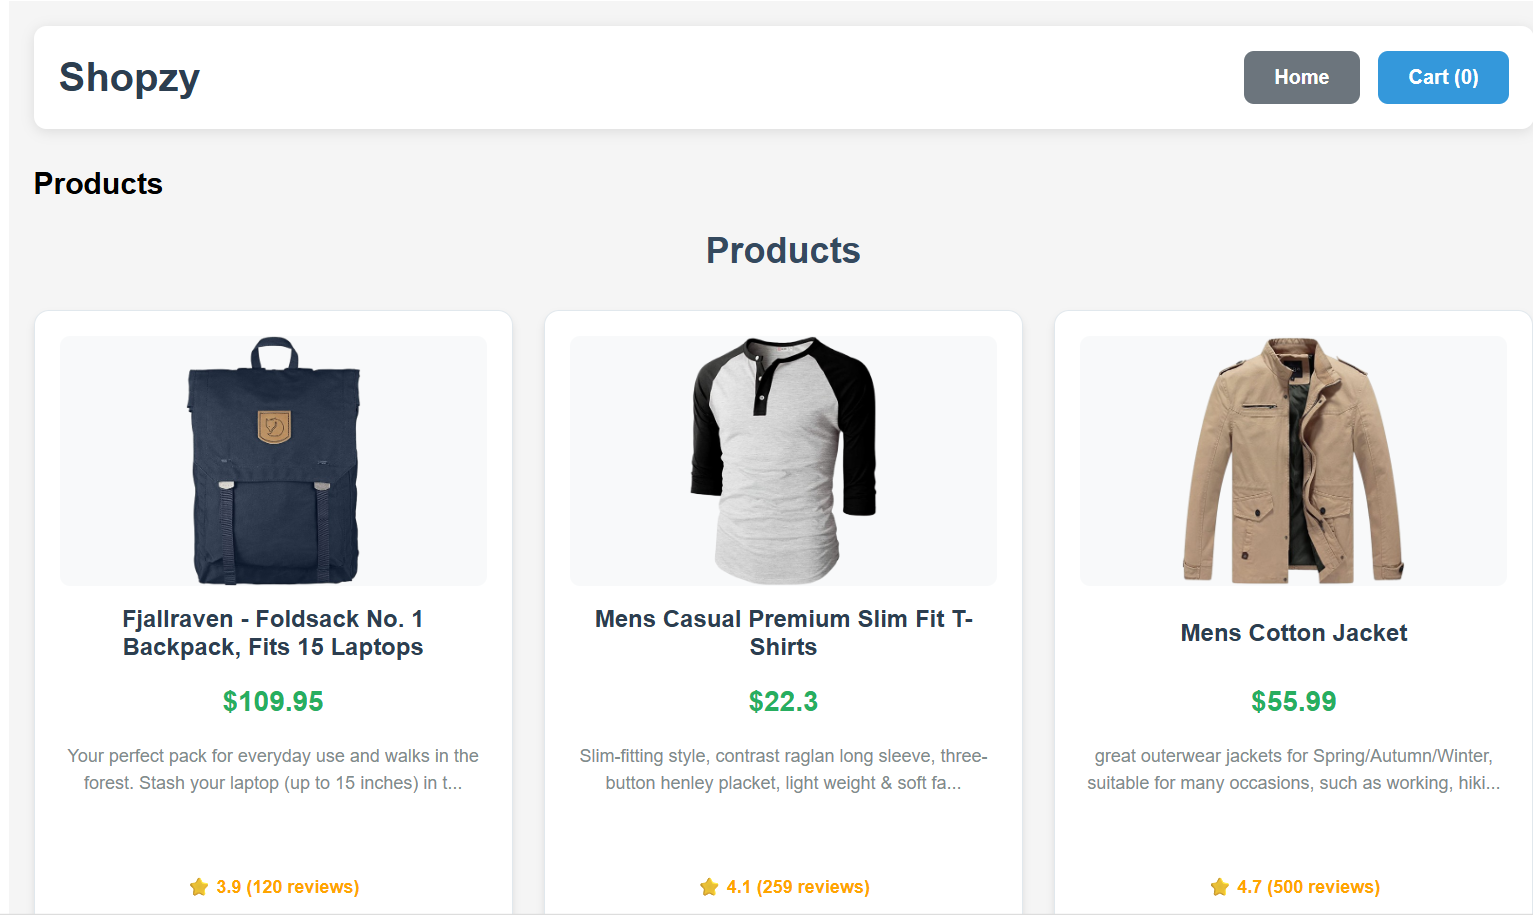 Shopzy
Home
Cart (0)
Products
Products
Fjallraven - Foldsack No. 1
Backpack, Fits 15 Laptops
$109.95
Your perfect pack for everyday use and walks in the
forest. Stash your laptop (up to 15 inches) in t...
3.9 (120 reviews)
Mens Casual Premium Slim Fit T-
Shirts
$22.3
Slim-fitting style, contrast raglan long sleeve, three-
button henley placket, light weight & soft fa...
4.1 (259 reviews)
Mens Cotton Jacket
$55.99
great outerwear jackets for Spring/Autumn/Winter,
suitable for many occasions, such as working, hiki...
4.7 (500 reviews)